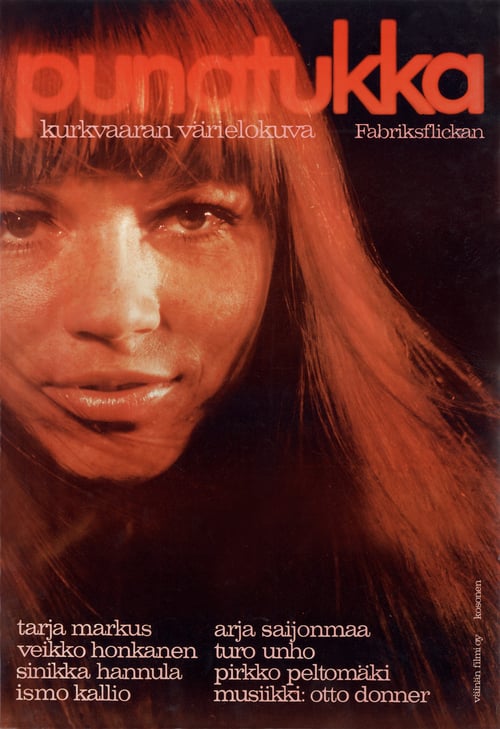 punatukka
kurkvaaran värielokuva
Fabriksflickan
tarja markus
veikko honkanen
sinikka hannula
ismo kallio
arja saijonmaa
turo unho
pirkko peltomäki
musiikki: otto donner
väinän filmi oy kosonen